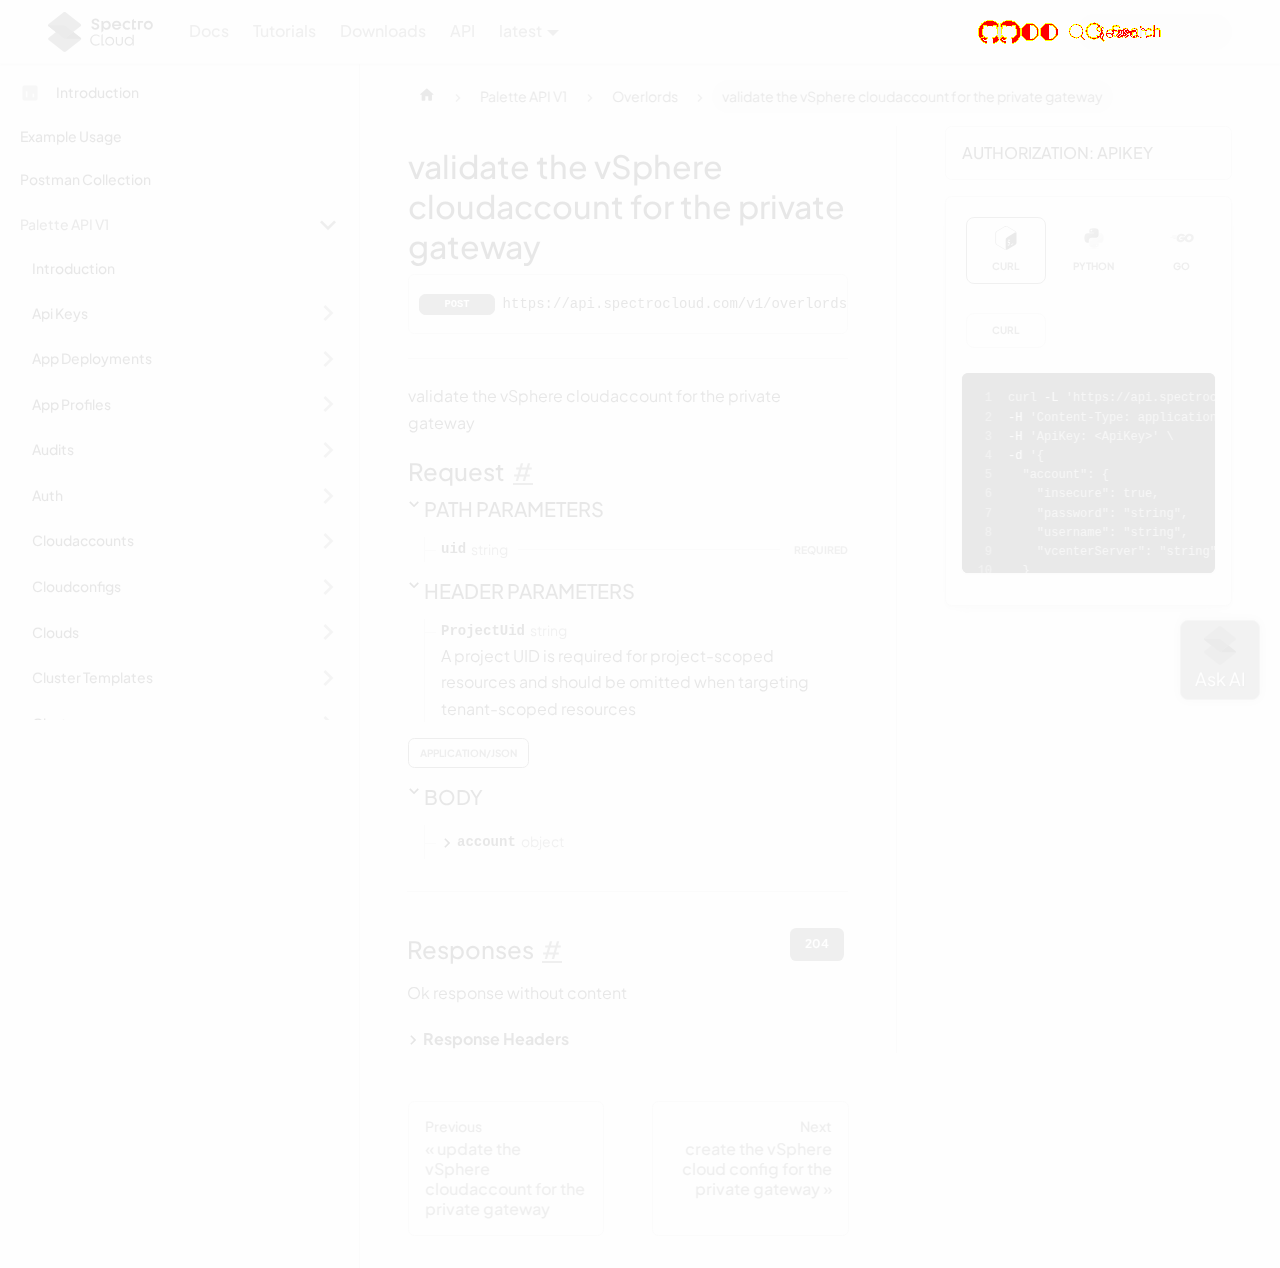 Spectro Cloud
Docs Tutorials Downloads API latest
Introduction
Palette API V1 Overlords validate the vSphere cloudaccount for the private gateway
Example Usage
Postman Collection
Palette API V1
Introduction
Api Keys
App Deployments
App Profiles
Audits
Auth
Cloudaccounts
Cloudconfigs
Clouds
Cluster Templates
validate the vSphere
cloudaccount for the private
gateway
POST https://api.spectrocloud.com/v1/overlords
validate the vSphere cloudaccount for the private
gateway
Request #
PATH PARAMETERS
uid string REQUIRED
HEADER PARAMETERS
ProjectUid string
A project UID is required for project-scoped
resources and should be omitted when targeting
tenant-scoped resources
APPLICATION/JSON
BODY
account object
Responses #
204
Ok response without content
Response Headers
Previous
« update the
vSphere
cloudaccount for the
private gateway
Next
create the vSphere
cloud config for the
private gateway »
AUTHORIZATION: APIKEY
CURL PYTHON GO
CURL
1 curl -L 'https://api.spectroc
2 -H 'Content-Type: application
3 -H 'ApiKey: <ApiKey>' \
4 -d '{
5 "account": {
6 "insecure": true,
7 "password": "string",
8 "username": "string",
9 "vcenterServer": "string"
10 }
Ask AI